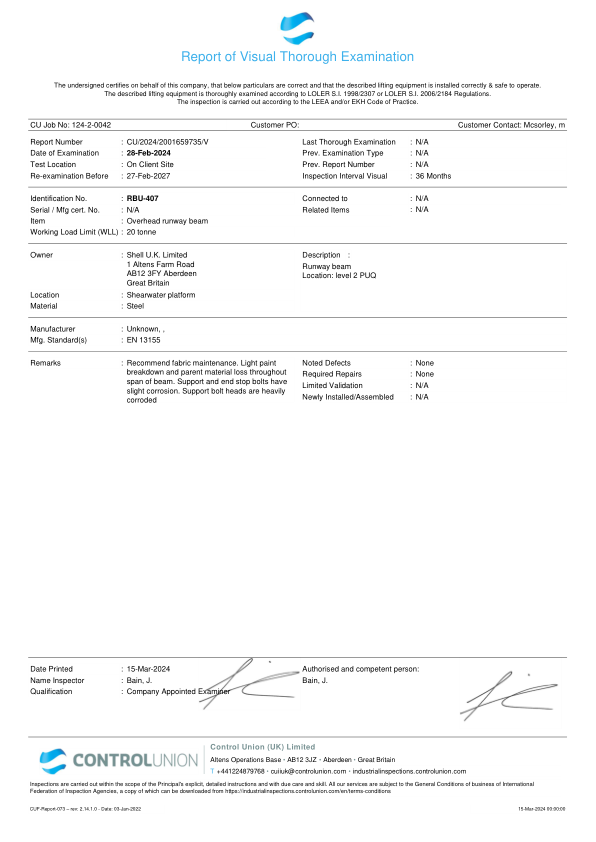 Report of Visual Thorough Examination
The undersigned certifies on behalf of this company, that below particulars are correct and that the described lifting equipment is installed correctly & safe to operate.
The described lifting equipment is thoroughly examined according to LOLER S.I. 1998/2307 or LOLER S.I. 2006/2184 Regulations.
The inspection is carried out according to the LEEA and/or EKH Code of Practice.
CU Job No: 124-2-0042 Customer PO: Customer Contact: Mcsorley, m
Report Number : CU/2024/2001659735/V Last Thorough Examination : N/A
Date of Examination : 28-Feb-2024 Prev. Examination Type : N/A
Test Location : On Client Site Prev. Report Number : N/A
Re-examination Before : 27-Feb-2027 Inspection Interval Visual : 36 Months
Identification No. : RBU-407 Connected to : N/A
Serial / Mfg cert. No. : N/A Related Items : N/A
Item : Overhead runway beam
Working Load Limit (WLL) : 20 tonne
Owner : Shell U.K. Limited Description :
1 Altens Farm Road Runway beam
AB12 3FY Aberdeen Location: level 2 PUQ
Great Britain
Location : Shearwater platform
Material : Steel
Manufacturer : Unknown, ,
Mfg. Standard(s) : EN 13155
Remarks : Recommend fabric maintenance. Light paint Noted Defects : None
breakdown and parent material loss throughout Required Repairs : None
span of beam. Support and end stop bolts have Limited Validation : N/A
slight corrosion. Support bolt heads are heavily Newly Installed/Assembled : N/A
corroded
Date Printed : 15-Mar-2024 Authorised and competent person:
Name Inspector : Bain, J. Bain, J.
Qualification : Company Appointed Examiner
CONTROLUNION
Control Union (UK) Limited
Altens Operations Base · AB12 3JZ · Aberdeen · Great Britain
T +441224879768 · cuiiuk@controlunion.com · industrialinspections.controlunion.com
Inspections are carried out within the scope of the Principal's explicit, detailed instructions and with due care and skill. All our services are subject to the General Conditions of business of International
Federation of Inspection Agencies, a copy of which can be downloaded from https://industrialinspections.controlunion.com/en/terms-conditions
CUF-Report-073 – rev: 2.14.1.0 - Date: 03-Jan-2022 15-Mar-2024 00:00:00